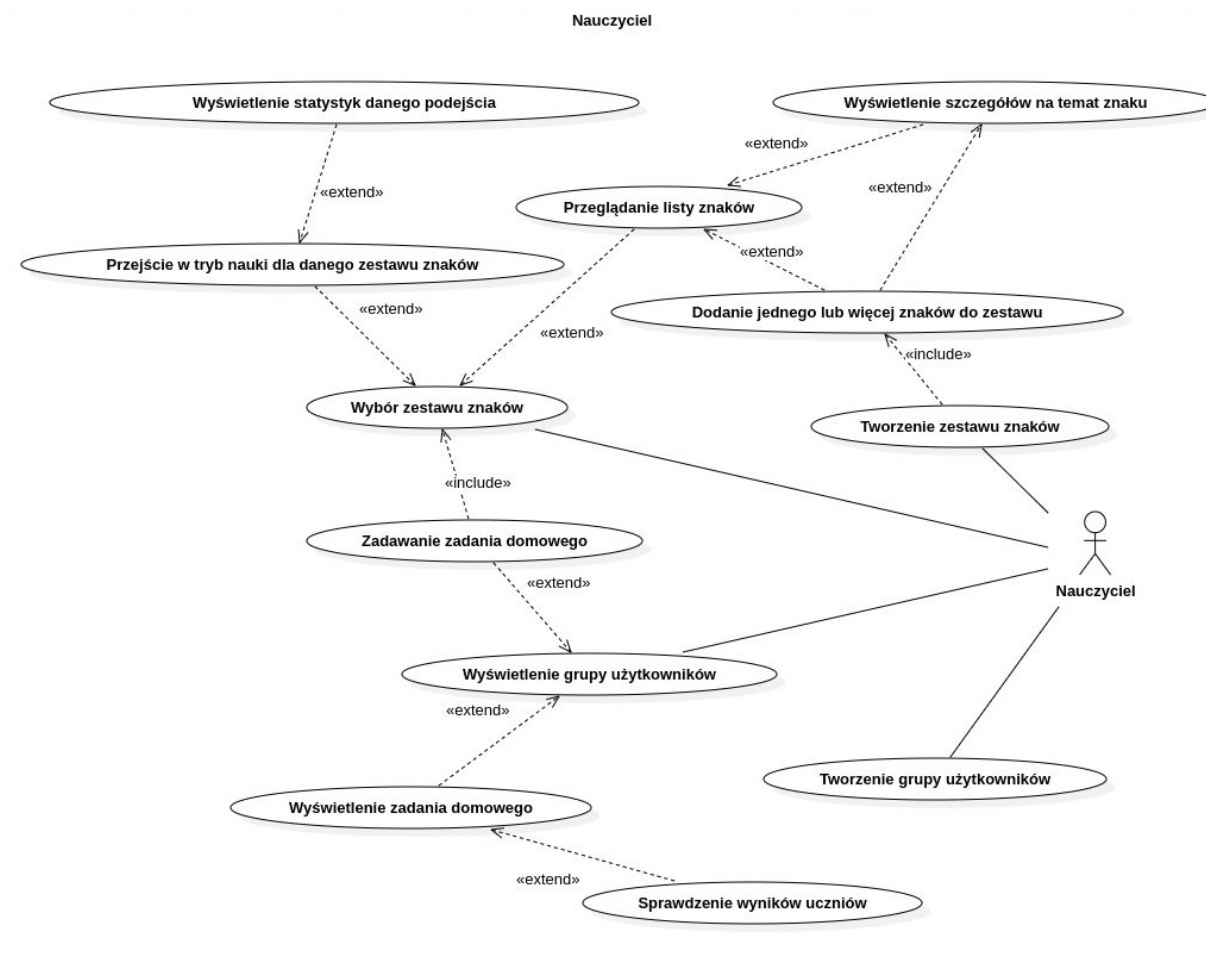 Nauczyciel
Wyświetlenie statystyk danego podejścia
Wyświetlenie szczegółów na temat znaku
«extend»
«extend»
«extend»
Przeglądanie listy znaków
«extend»
Przejście w tryb nauki dla danego zestawu znaków
«extend»
Dodanie jednego lub więcej znaków do zestawu
«extend»
«include»
Wybór zestawu znaków
Tworzenie zestawu znaków
«include»
Zadawanie zadania domowego
«extend»
Nauczyciel
Wyświetlenie grupy użytkowników
«extend»
Tworzenie grupy użytkowników
Wyświetlenie zadania domowego
«extend»
Sprawdzenie wyników uczniów